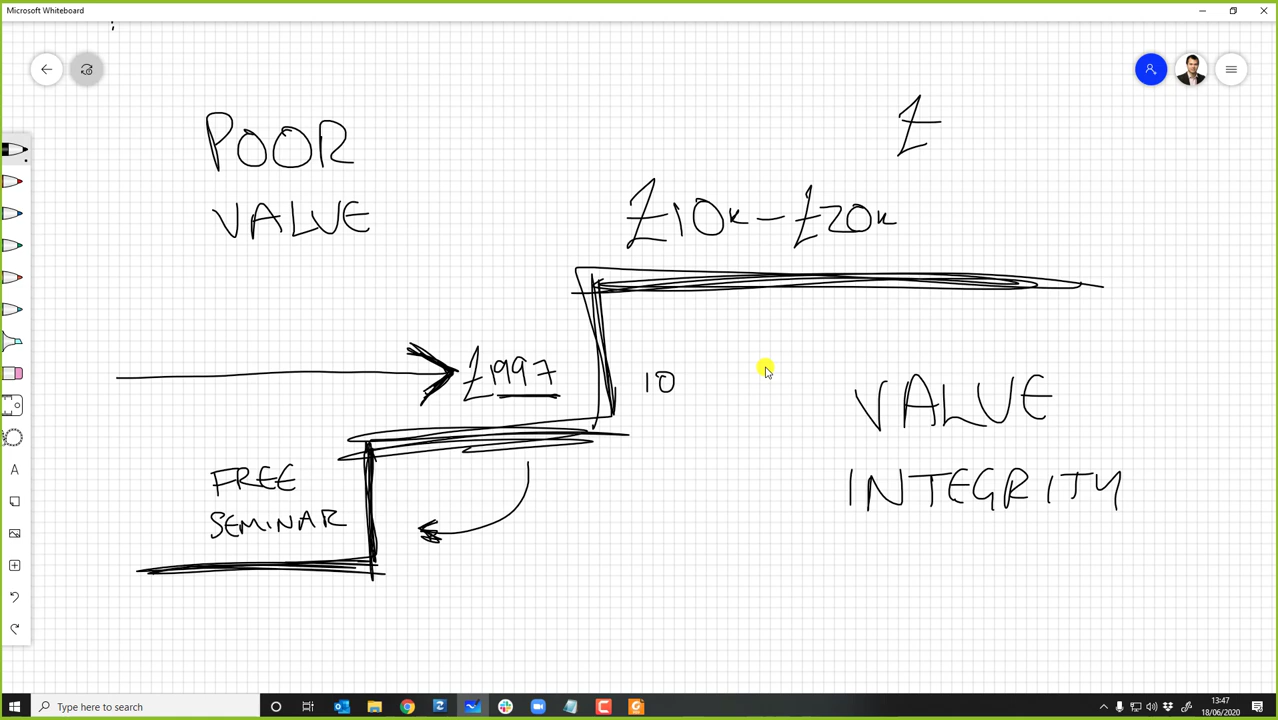 Microsoft Whiteboard
POOR
VALUE
£
£10K - £20K
£1997
10
VALUE
INTEGRITY
FREE
SEMINAR
Type here to search
13:47
18/06/2020